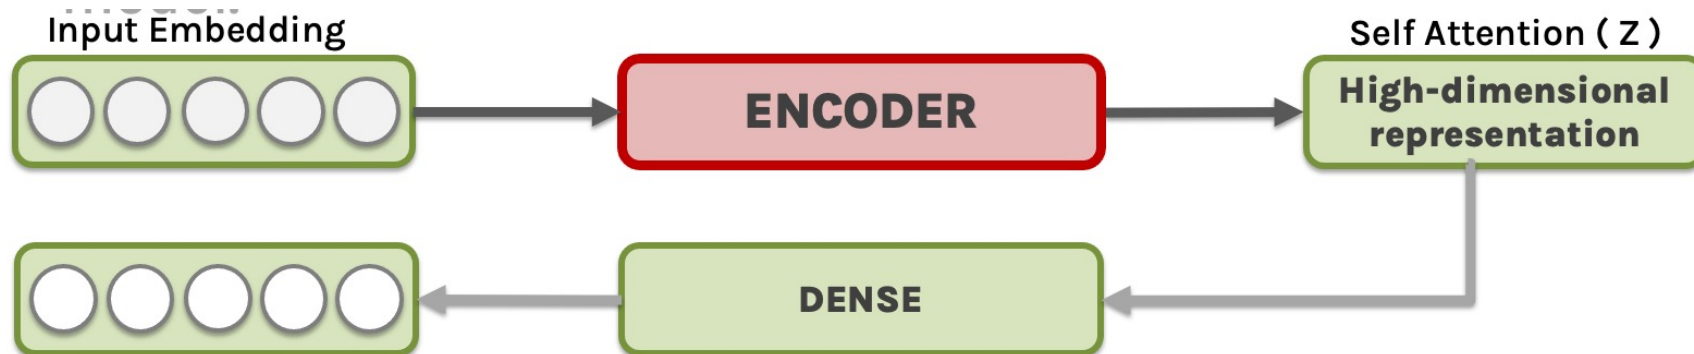 Input Embedding
ENCODER
Self Attention ( Z )
High-dimensional
representation
DENSE